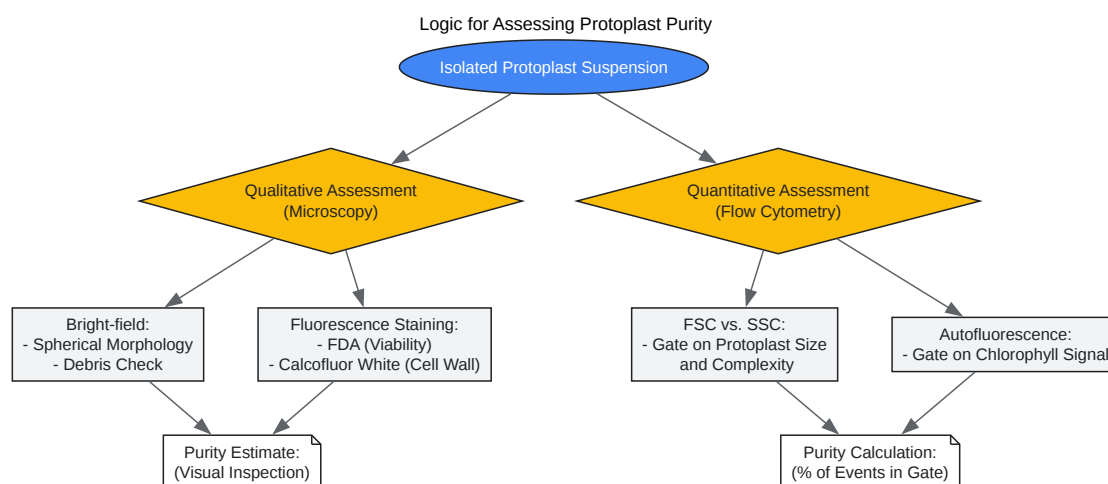 Logic for Assessing Protoplast Purity
Isolated Protoplast Suspension
Qualitative Assessment
(Microscopy)
Quantitative Assessment
(Flow Cytometry)
Bright-field:
- Spherical Morphology
- Debris Check
Fluorescence Staining:
- FDA (Viability)
- Calcofluor White (Cell Wall)
FSC vs. SSC:
- Gate on Protoplast Size
and Complexity
Autofluorescence:
- Gate on Chlorophyll Signal
Purity Estimate:
(Visual Inspection)
Purity Calculation:
(% of Events in Gate)